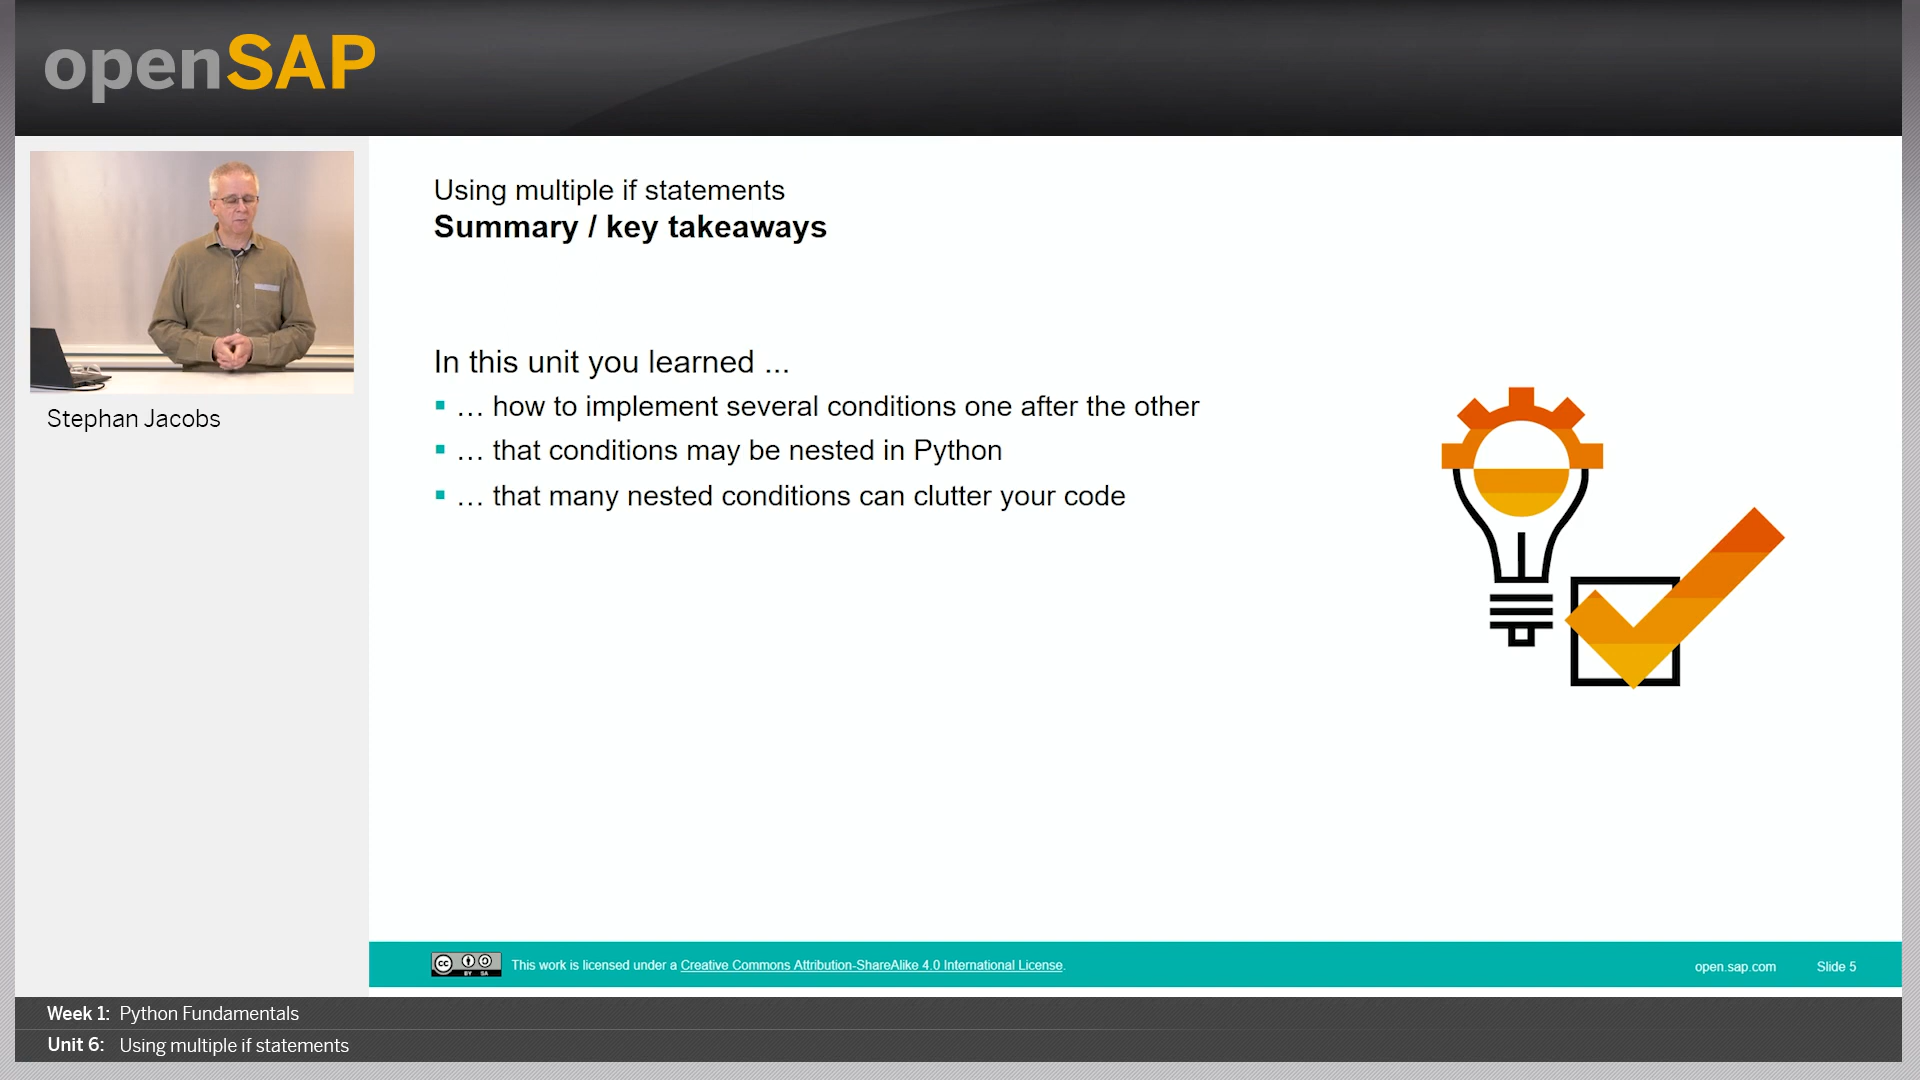 openSAP
Using multiple if statements
Summary / key takeaways
Stephan Jacobs
In this unit you learned ...
… how to implement several conditions one after the other
… that conditions may be nested in Python
… that many nested conditions can clutter your code
cc BY SA
This work is licensed under a Creative Commons Attribution-ShareAlike 4.0 International License.
open.sap.com
Slide 5
Week 1: Python Fundamentals
Unit 6: Using multiple if statements